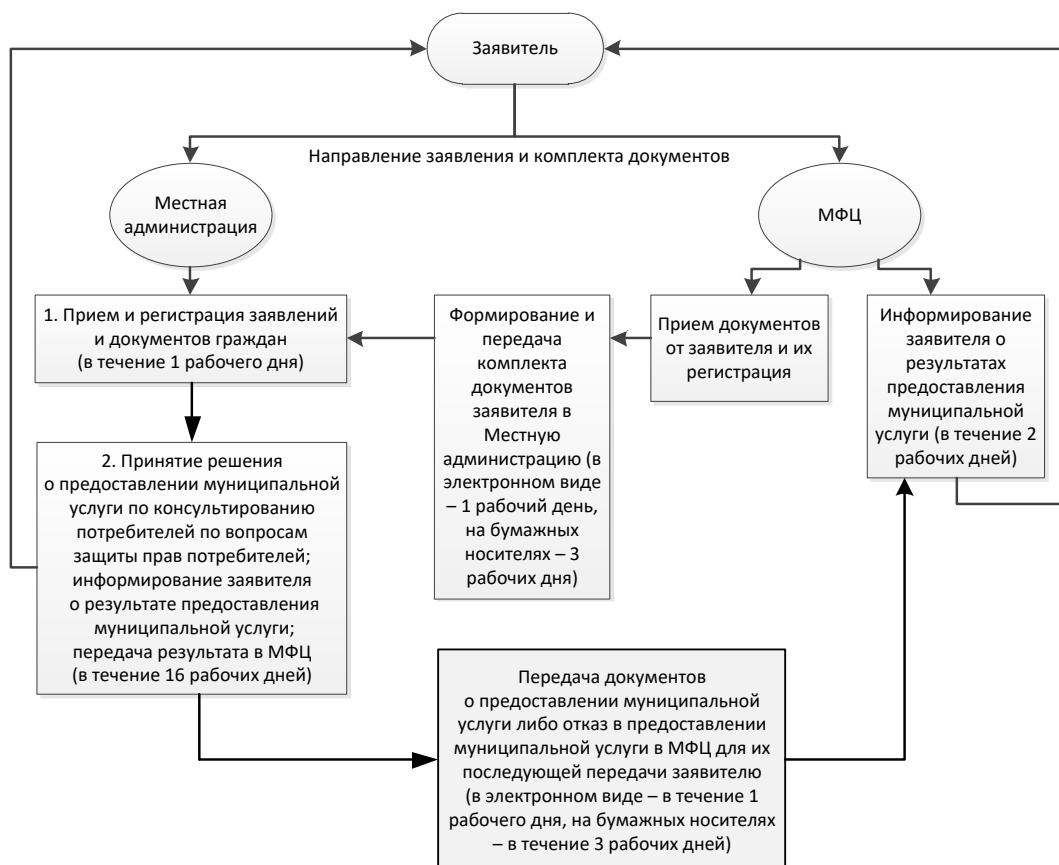 Заявитель
Направление заявления и комплекта документов
Местная
администрация
МФЦ
1. Прием и регистрация заявлений
и документов граждан
(в течение 1 рабочего дня)
Формирование и
передача
комплекта
документов
заявителя в
Местную
администрацию (в
электронном виде
– 1 рабочий день,
на бумажных
носителях – 3
рабочих дня)
Прием документов
от заявителя и их
регистрация
Информирование
заявителя о
результатах
предоставления
муниципальной
услуги (в течение 2
рабочих дней)
2. Принятие решения
о предоставлении муниципальной
услуги по консультированию
потребителей по вопросам
защиты прав потребителей;
информирование заявителя
о результате предоставления
муниципальной услуги;
передача результата в МФЦ
(в течение 16 рабочих дней)
Передача документов
о предоставлении муниципальной
услуги либо отказ в предоставлении
муниципальной услуги в МФЦ для их
последующей передачи заявителю
(в электронном виде – в течение 1
рабочего дня, на бумажных носителях
– в течение 3 рабочих дней)